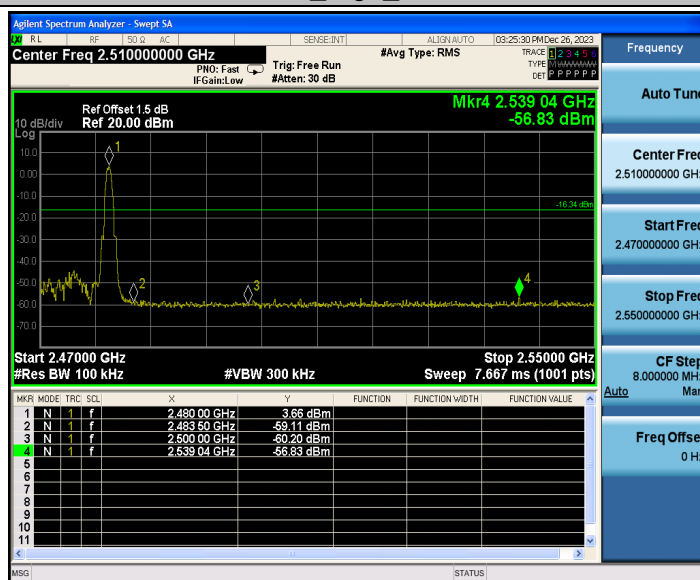 Agilent Spectrum Analyzer - Swept SA
LXI RL RF 50 Ω AC SENSE:INT ALIGN AUTO 03:25:30 PM Dec 26, 2023
Center Freq 2.510000000 GHz #Avg Type: RMS TRACE 1 2 3 4 5 6
PNO: Fast Trig: Free Run TYPE
IFGain:Low #Atten: 30 dB DET P P P P P P
Ref Offset 1.5 dB Mkr4 2.539 04 GHz
10 dB/div Ref 20.00 dBm -56.83 dBm
Log
10.0
0.00
-10.0
-20.0
-30.0
-40.0
-50.0
-60.0
-70.0
1
-16.34 dBm
2
3
4
Start 2.47000 GHz Stop 2.55000 GHz
#Res BW 100 kHz #VBW 300 kHz Sweep 7.667 ms (1001 pts)
MKR MODE TRC SCL X Y FUNCTION FUNCTION WIDTH FUNCTION VALUE
1 N 1 f 2.480 00 GHz 3.66 dBm
2 N 1 f 2.483 50 GHz -59.11 dBm
3 N 1 f 2.500 00 GHz -60.20 dBm
4 N 1 f 2.539 04 GHz -56.83 dBm
5
6
7
8
9
10
11
MSG STATUS
Frequency
Auto Tune
Center Freq
2.510000000 GHz
Start Freq
2.470000000 GHz
Stop Freq
2.550000000 GHz
CF Step
8.000000 MHz
Auto Man
Freq Offset
0 Hz